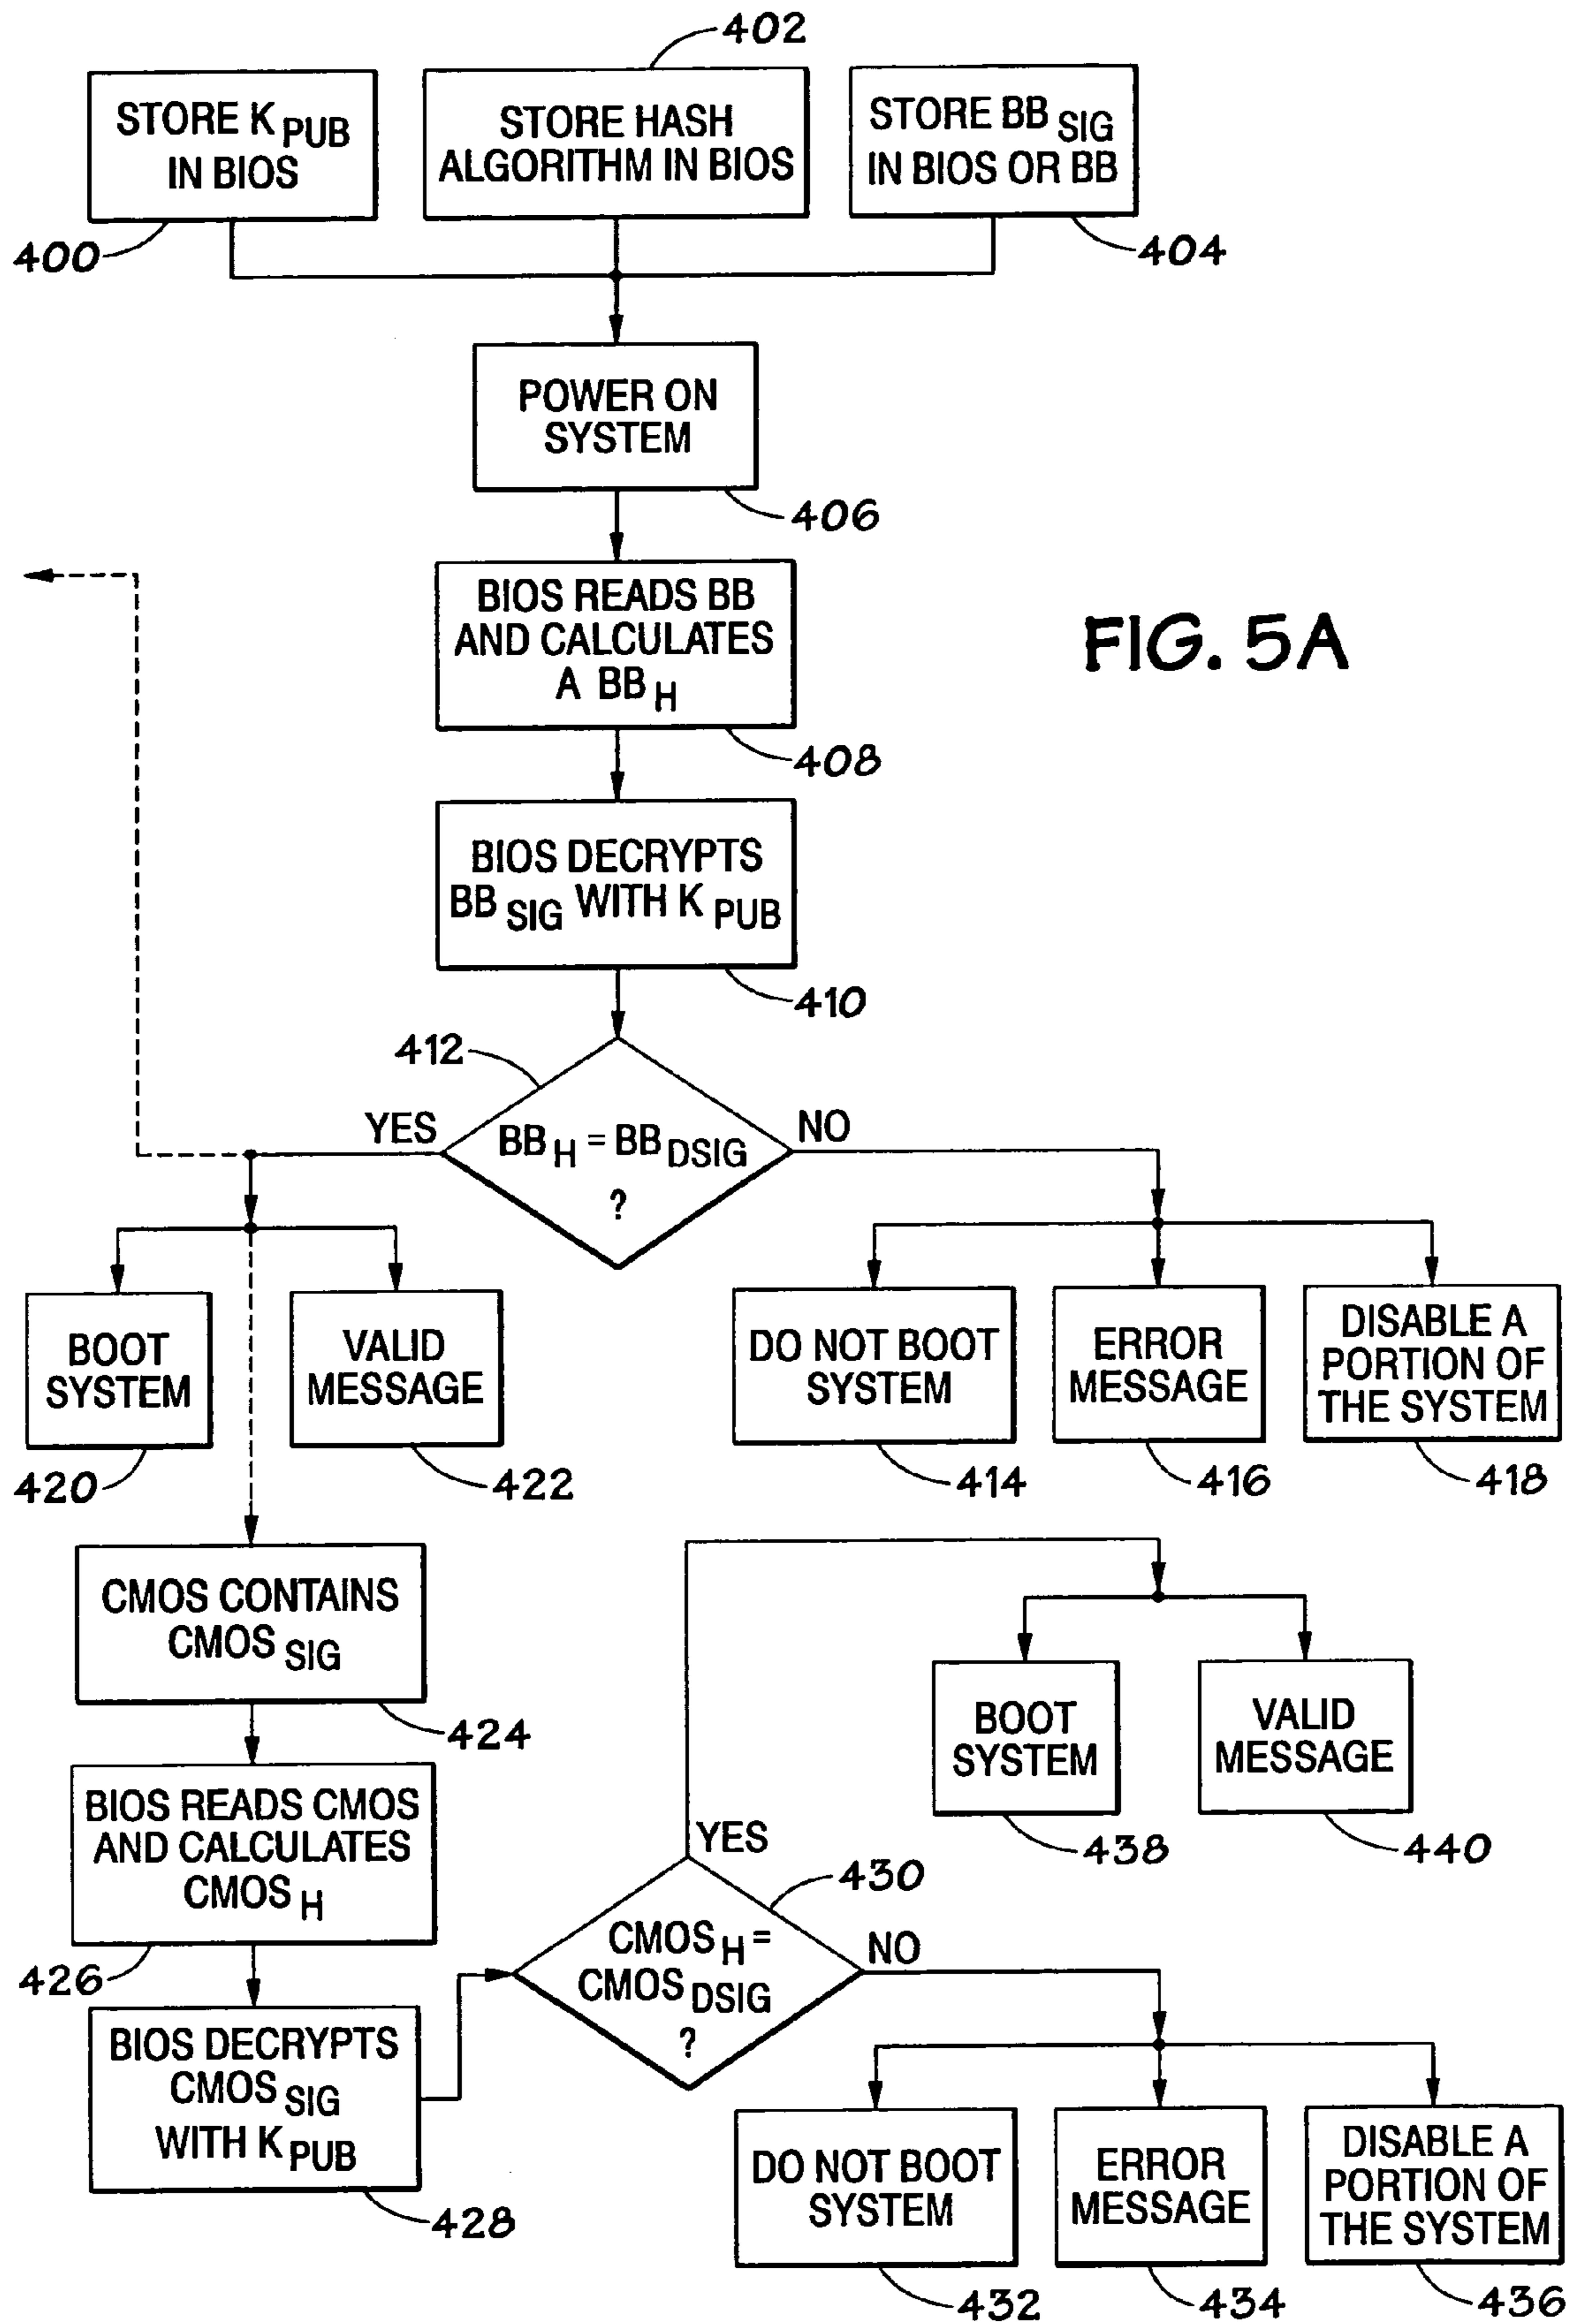 402
STORE K PUB
IN BIOS
STORE HASH
ALGORITHM IN BIOS
STORE BB SIG
IN BIOS OR BB
400
404
POWER ON
SYSTEM
406
BIOS READS BB
AND CALCULATES
A BB H
408
FIG. 5A
BIOS DECRYPTS
BB SIG WITH K PUB
410
412
YES
NO
BB H = BB DSIG
?
BOOT
SYSTEM
420
VALID
MESSAGE
422
DO NOT BOOT
SYSTEM
414
ERROR
MESSAGE
416
DISABLE A
PORTION OF
THE SYSTEM
418
CMOS CONTAINS
CMOS SIG
424
BIOS READS CMOS
AND CALCULATES
CMOS H
426
BIOS DECRYPTS
CMOS SIG
WITH K PUB
428
YES
430
CMOS H =
CMOS DSIG
?
NO
BOOT
SYSTEM
438
VALID
MESSAGE
440
DO NOT BOOT
SYSTEM
432
ERROR
MESSAGE
434
DISABLE A
PORTION OF
THE SYSTEM
436